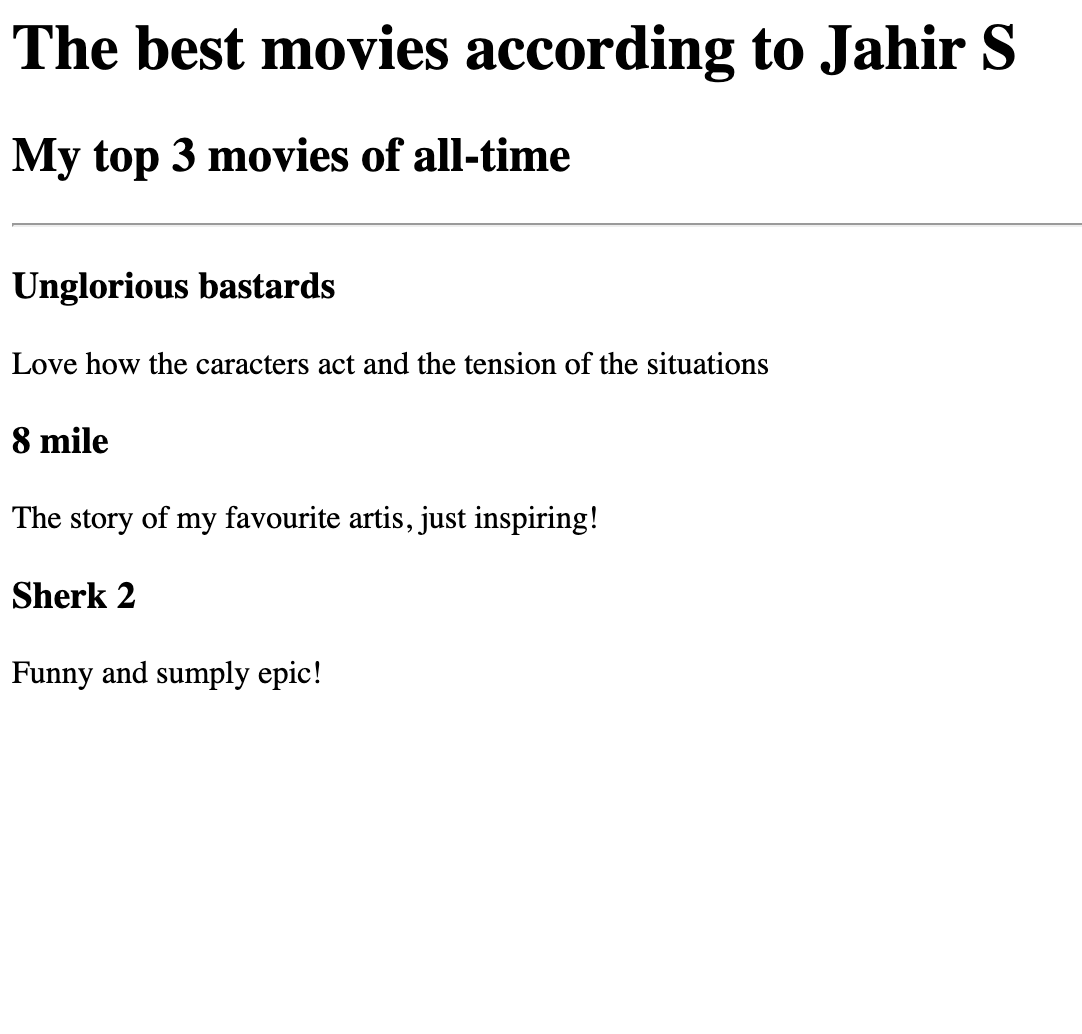 The best movies according to Jahir S
My top 3 movies of all-time
Unglorious bastards
Love how the caracters act and the tension of the situations
8 mile
The story of my favourite artis, just inspiring!
Sherk 2
Funny and sumply epic!